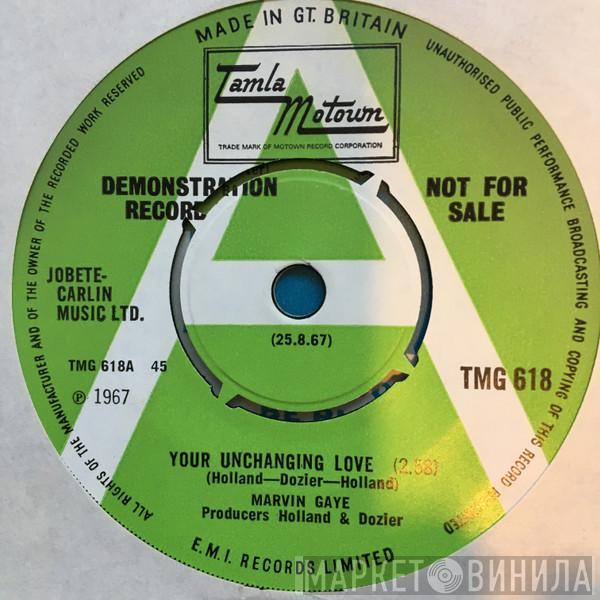 MADE IN GT. BRITAIN
Tamla
Motown
TRADE MARK OF MOTOWN RECORD CORPORATION
DEMONSTRATION
RECORD
NOT FOR
SALE
JOBETE-
CARLIN
MUSIC LTD.
(25.8.67)
TMG 618A 45
℗ 1967
TMG 618
YOUR UNCHANGING LOVE (2.58)
(Holland—Dozier—Holland)
MARVIN GAYE
Producers Holland & Dozier
E.M.I. RECORDS LIMITED
ALL RIGHTS OF THE MANUFACTURER AND OF THE OWNER OF THE RECORDED WORK RESERVED
UNAUTHORISED PUBLIC PERFORMANCE BROADCASTING AND COPYING OF THIS RECORD PROHIBITED
МАРКЕТ ВИНИЛА